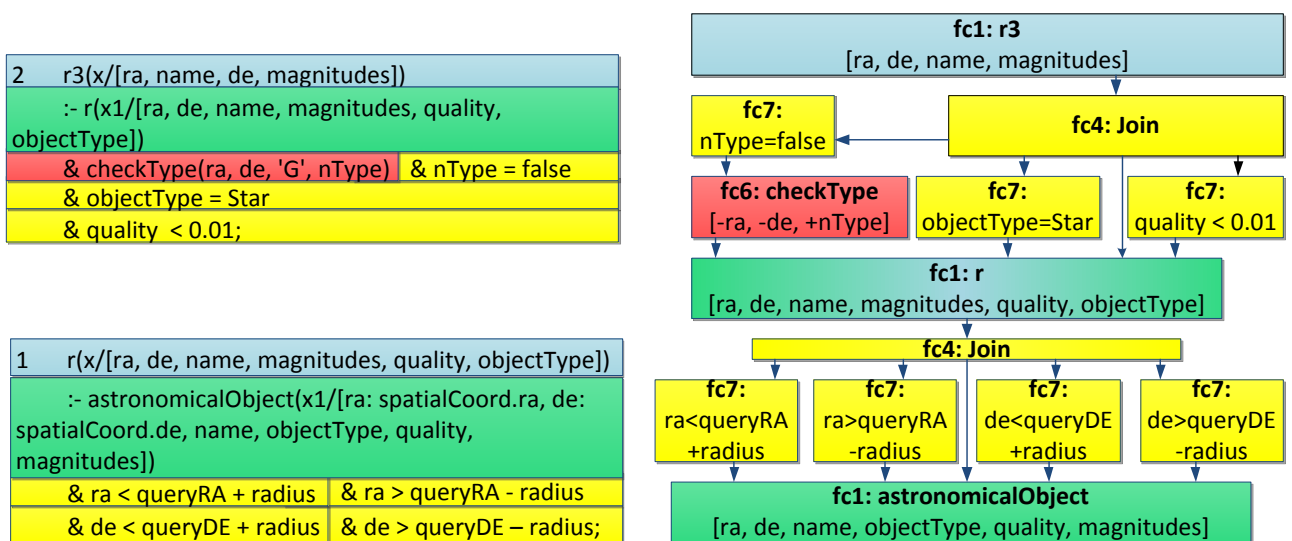 2 r3(x/[ra, name, de, magnitudes])
:- r(x1/[ra, de, name, magnitudes, quality,
objectType])
& checkType(ra, de, 'G', nType) & nType = false
& objectType = Star
& quality < 0.01;
1 r(x/[ra, de, name, magnitudes, quality, objectType])
:- astronomicalObject(x1/[ra: spatialCoord.ra, de:
spatialCoord.de, name, objectType, quality,
magnitudes])
& ra < queryRA + radius & ra > queryRA - radius
& de < queryDE + radius & de > queryDE – radius;
fc1: r3
[ra, de, name, magnitudes]
fc7:
nType=false
fc4: Join
fc6: checkType
[-ra, -de, +nType]
fc7:
objectType=Star
fc7:
quality < 0.01
fc1: r
[ra, de, name, magnitudes, quality, objectType]
fc4: Join
fc7:
ra<queryRA
+radius
fc7:
ra>queryRA
-radius
fc7:
de<queryDE
+radius
fc7:
de>queryDE
-radius
fc1: astronomicalObject
[ra, de, name, objectType, quality, magnitudes]